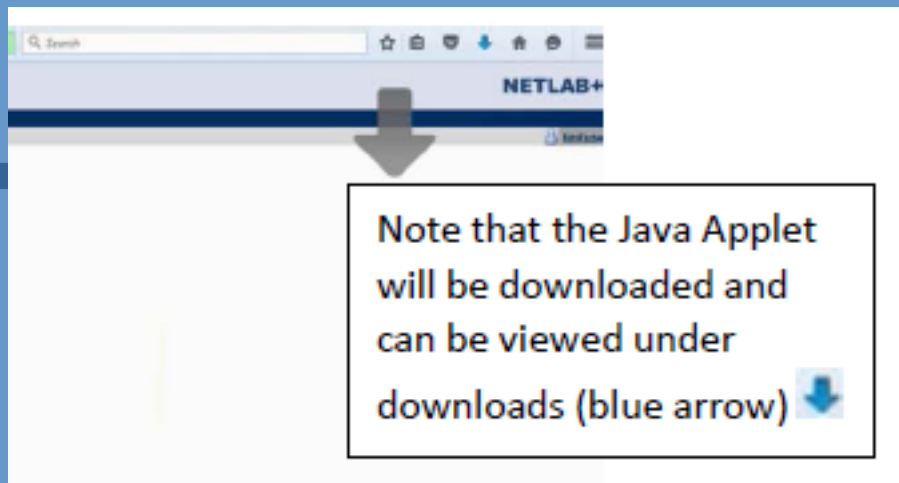 Search
NETLAB+
Note that the Java Applet
will be downloaded and
can be viewed under
downloads (blue arrow)